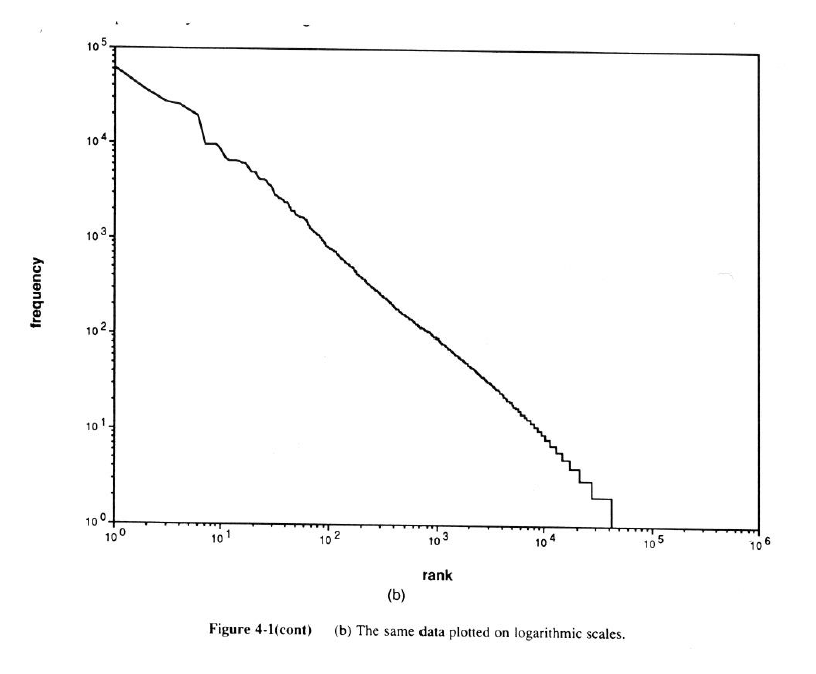 10^5
10^4
10^3
10^2
10^1
10^0
frequency
10^0 10^1 10^2 10^3 10^4 10^5 10^6
rank
(b)
Figure 4-1(cont) (b) The same data plotted on logarithmic scales.